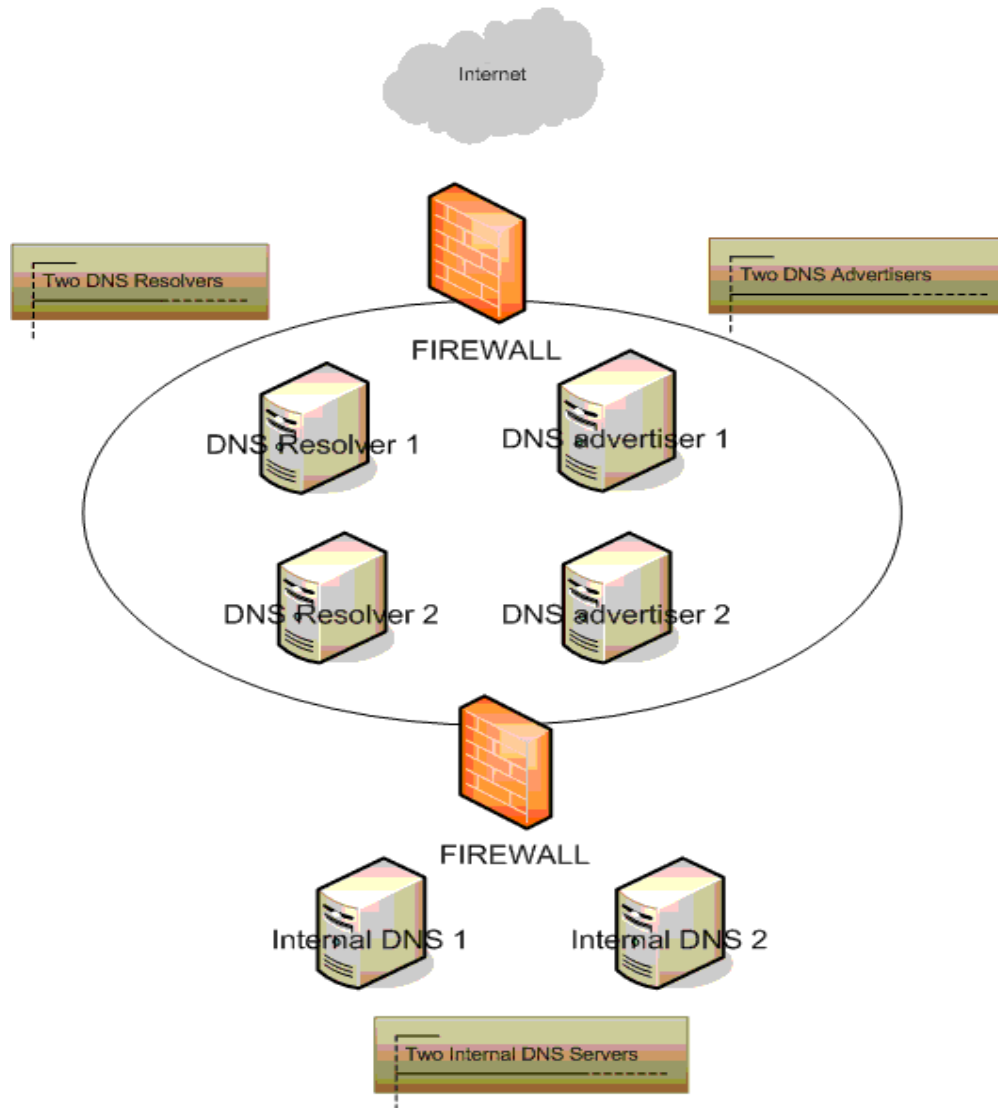 Internet
Two DNS Resolvers
Two DNS Advertisers
FIREWALL
DNS Resolver 1
DNS advertiser 1
DNS Resolver 2
DNS advertiser 2
FIREWALL
Internal DNS 1
Internal DNS 2
Two Internal DNS Servers